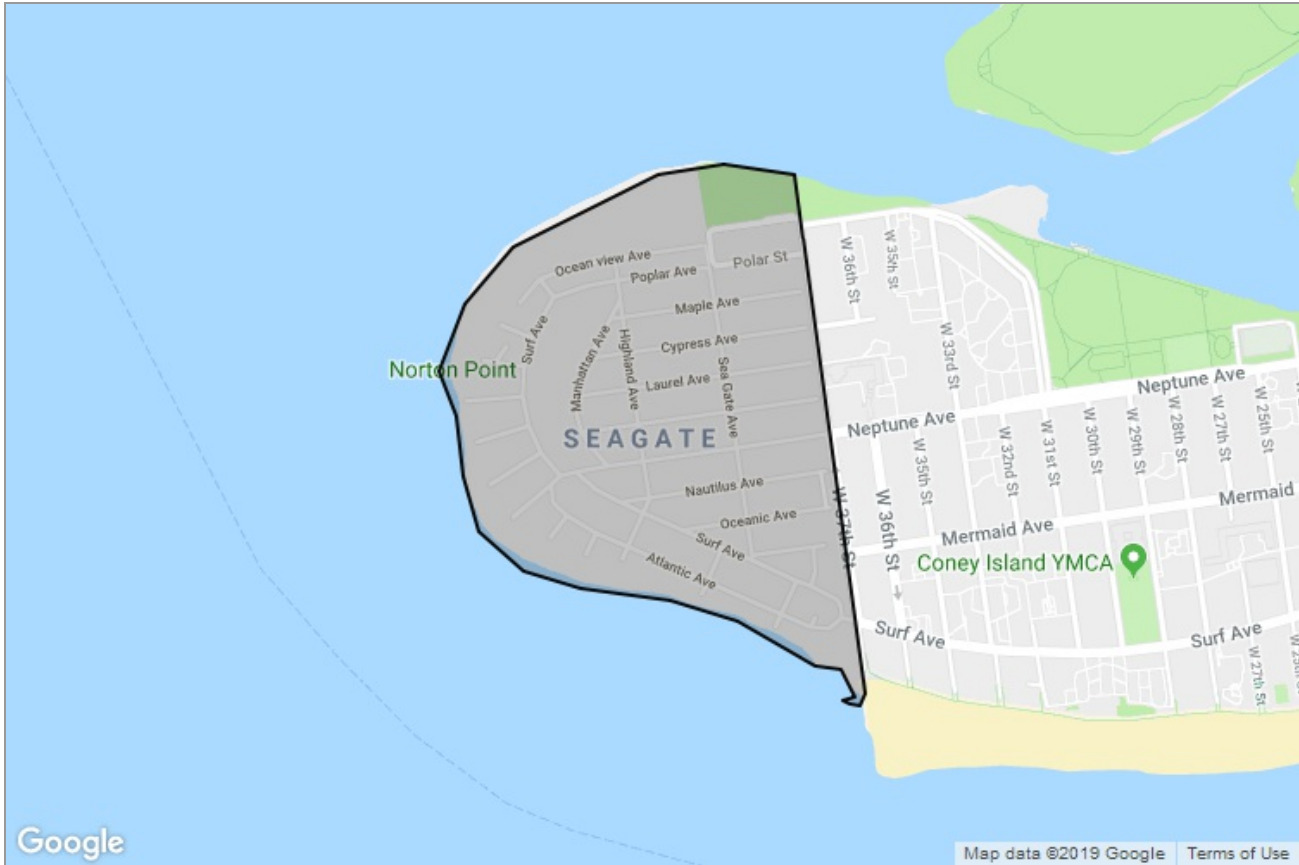 Ocean view Ave
Poplar Ave
Polar St
Maple Ave
Cypress Ave
Laurel Ave
Surf Ave
Manhattan Ave
Highland Ave
Sea Gate Ave
Norton Point
SEAGATE
Nautilus Ave
Oceanic Ave
Surf Ave
Atlantic Ave
W 37th St
W 36th St
W 35th St
W 33rd St
Neptune Ave
Neptune Ave
W 36th St
W 35th St
W 32nd St
W 31st St
W 30th St
W 29th St
W 28th St
W 27th St
W 25th St
Mermaid Ave
Mermaid
Coney Island YMCA
Surf Ave
Surf Ave
W 27th St
Google
Map data ©2019 Google
Terms of Use